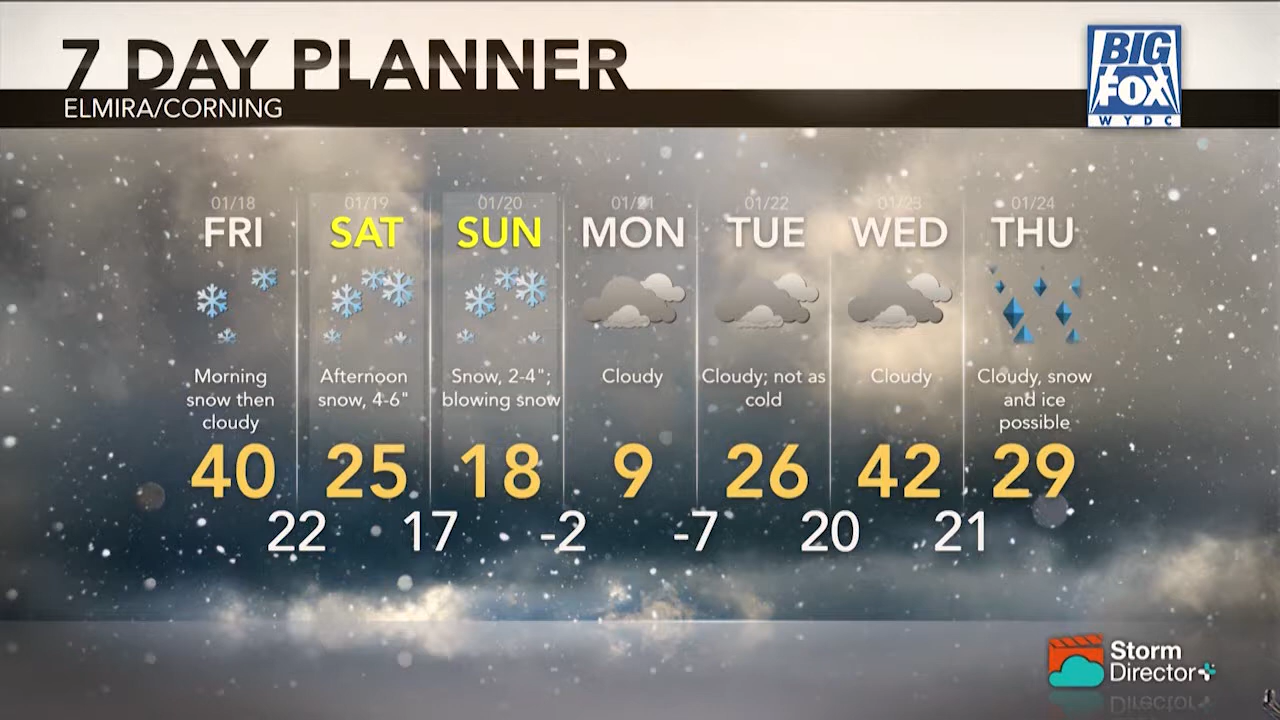 7 DAY PLANNER
ELMIRA/CORNING
BIG
FOX
WYDC
01/18 01/19 01/20 01/21 01/22 01/23 01/24
FRI SAT SUN MON TUE WED THU
Morning Afternoon Snow, 2-4"; Cloudy Cloudy; not as Cloudy Cloudy, snow
snow then snow, 4-6" blowing snow cold and ice
cloudy possible
40 25 18 9 26 42 29
22 17 -2 -7 20 21
Storm
Director